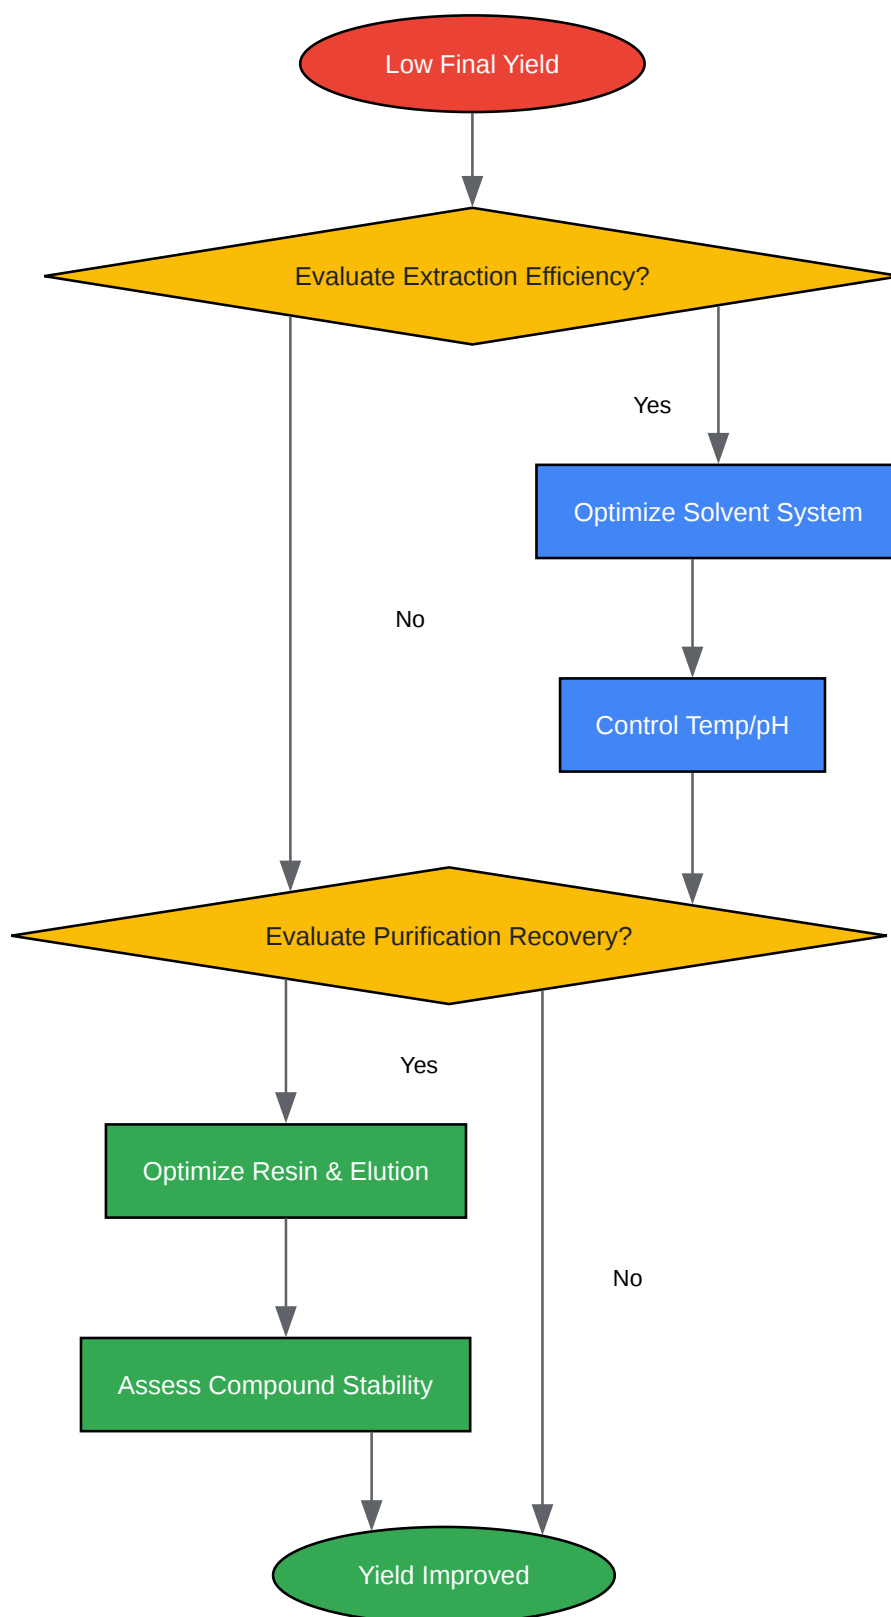 Low Final Yield
Evaluate Extraction Efficiency?
Yes
Optimize Solvent System
No
Control Temp/pH
Evaluate Purification Recovery?
Yes
Optimize Resin & Elution
No
Assess Compound Stability
Yield Improved